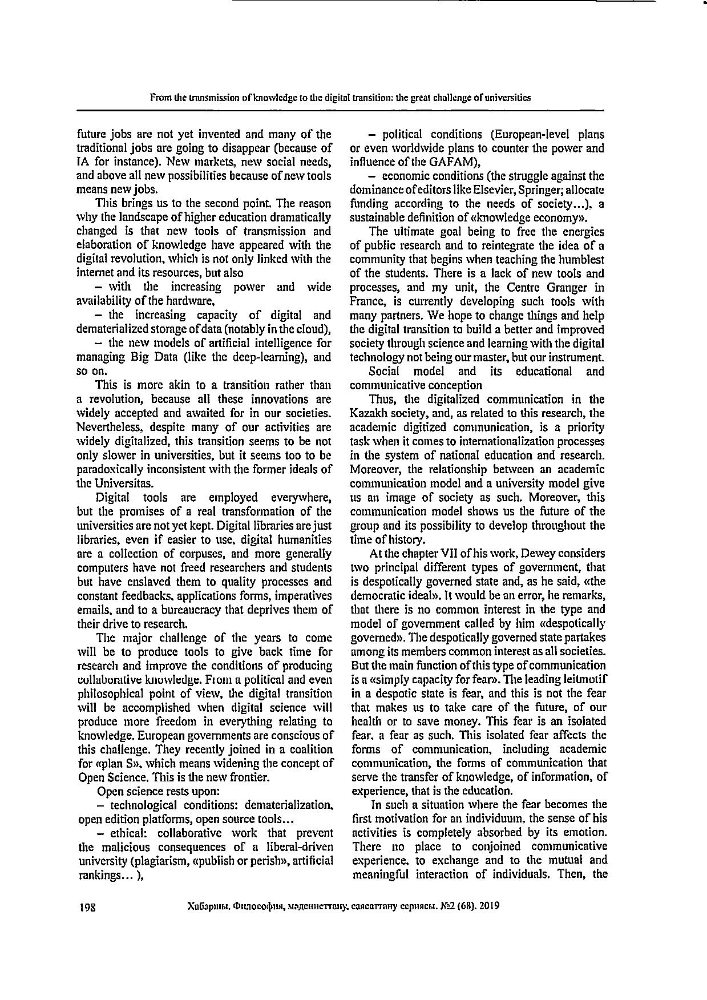 From the transmission of knowledge to the digital transition: the great challenge of universities
future jobs are not yet invented and many of the
traditional jobs are going to disappear (because of
IA for instance). New markets, new social needs,
and above all new possibilities because of new tools
means new jobs.
This brings us to the second point. The reason
why the landscape of higher education dramatically
changed is that new tools of transmission and
elaboration of knowledge have appeared with the
digital revolution, which is not only linked with the
internet and its resources, but also
– with the increasing power and wide
availability of the hardware,
– the increasing capacity of digital and
dematerialized storage of data (notably in the cloud),
– the new models of artificial intelligence for
managing Big Data (like the deep-learning), and
so on.
This is more akin to a transition rather than
a revolution, because all these innovations are
widely accepted and awaited for in our societies.
Nevertheless, despite many of our activities are
widely digitalized, this transition seems to be not
only slower in universities, but it seems too to be
paradoxically inconsistent with the former ideals of
the Universitas.
Digital tools are employed everywhere,
but the promises of a real transformation of the
universities are not yet kept. Digital libraries are just
libraries, even if easier to use, digital humanities
are a collection of corpuses, and more generally
computers have not freed researchers and students
but have enslaved them to quality processes and
constant feedbacks, applications forms, imperatives
emails, and to a bureaucracy that deprives them of
their drive to research.
The major challenge of the years to come
will be to produce tools to give back time for
research and improve the conditions of producing
collaborative knowledge. From a political and even
philosophical point of view, the digital transition
will be accomplished when digital science will
produce more freedom in everything relating to
knowledge. European governments are conscious of
this challenge. They recently joined in a coalition
for «plan S», which means widening the concept of
Open Science. This is the new frontier.
Open science rests upon:
– technological conditions: dematerialization,
open edition platforms, open source tools...
– ethical: collaborative work that prevent
the malicious consequences of a liberal-driven
university (plagiarism, «publish or perish», artificial
rankings... ),
– political conditions (European-level plans
or even worldwide plans to counter the power and
influence of the GAFAM),
– economic conditions (the struggle against the
dominance of editors like Elsevier, Springer; allocate
funding according to the needs of society...), a
sustainable definition of «knowledge economy».
The ultimate goal being to free the energies
of public research and to reintegrate the idea of a
community that begins when teaching the humblest
of the students. There is a lack of new tools and
processes, and my unit, the Centre Granger in
France, is currently developing such tools with
many partners. We hope to change things and help
the digital transition to build a better and improved
society through science and learning with the digital
technology not being our master, but our instrument.
Social model and its educational and
communicative conception
Thus, the digitalized communication in the
Kazakh society, and, as related to this research, the
academic digitized communication, is a priority
task when it comes to internationalization processes
in the system of national education and research.
Moreover, the relationship between an academic
communication model and a university model give
us an image of society as such. Moreover, this
communication model shows us the future of the
group and its possibility to develop throughout the
time of history.
At the chapter VII of his work, Dewey considers
two principal different types of government, that
is despotically governed state and, as he said, «the
democratic ideal». It would be an error, he remarks,
that there is no common interest in the type and
model of government called by him «despotically
governed». The despotically governed state partakes
among its members common interest as all societies.
But the main function of this type of communication
is a «simply capacity for fear». The leading leitmotif
in a despotic state is fear, and this is not the fear
that makes us to take care of the future, of our
health or to save money. This fear is an isolated
fear, a fear as such. This isolated fear affects the
forms of communication, including academic
communication, the forms of communication that
serve the transfer of knowledge, of information, of
experience, that is the education.
In such a situation where the fear becomes the
first motivation for an individuum, the sense of his
activities is completely absorbed by its emotion.
There no place to conjoined communicative
experience, to exchange and to the mutual and
meaningful interaction of individuals. Then, the
198
Хабаршы. Философия, мәдениеттану, саясаттану сериясы. №2 (68). 2019